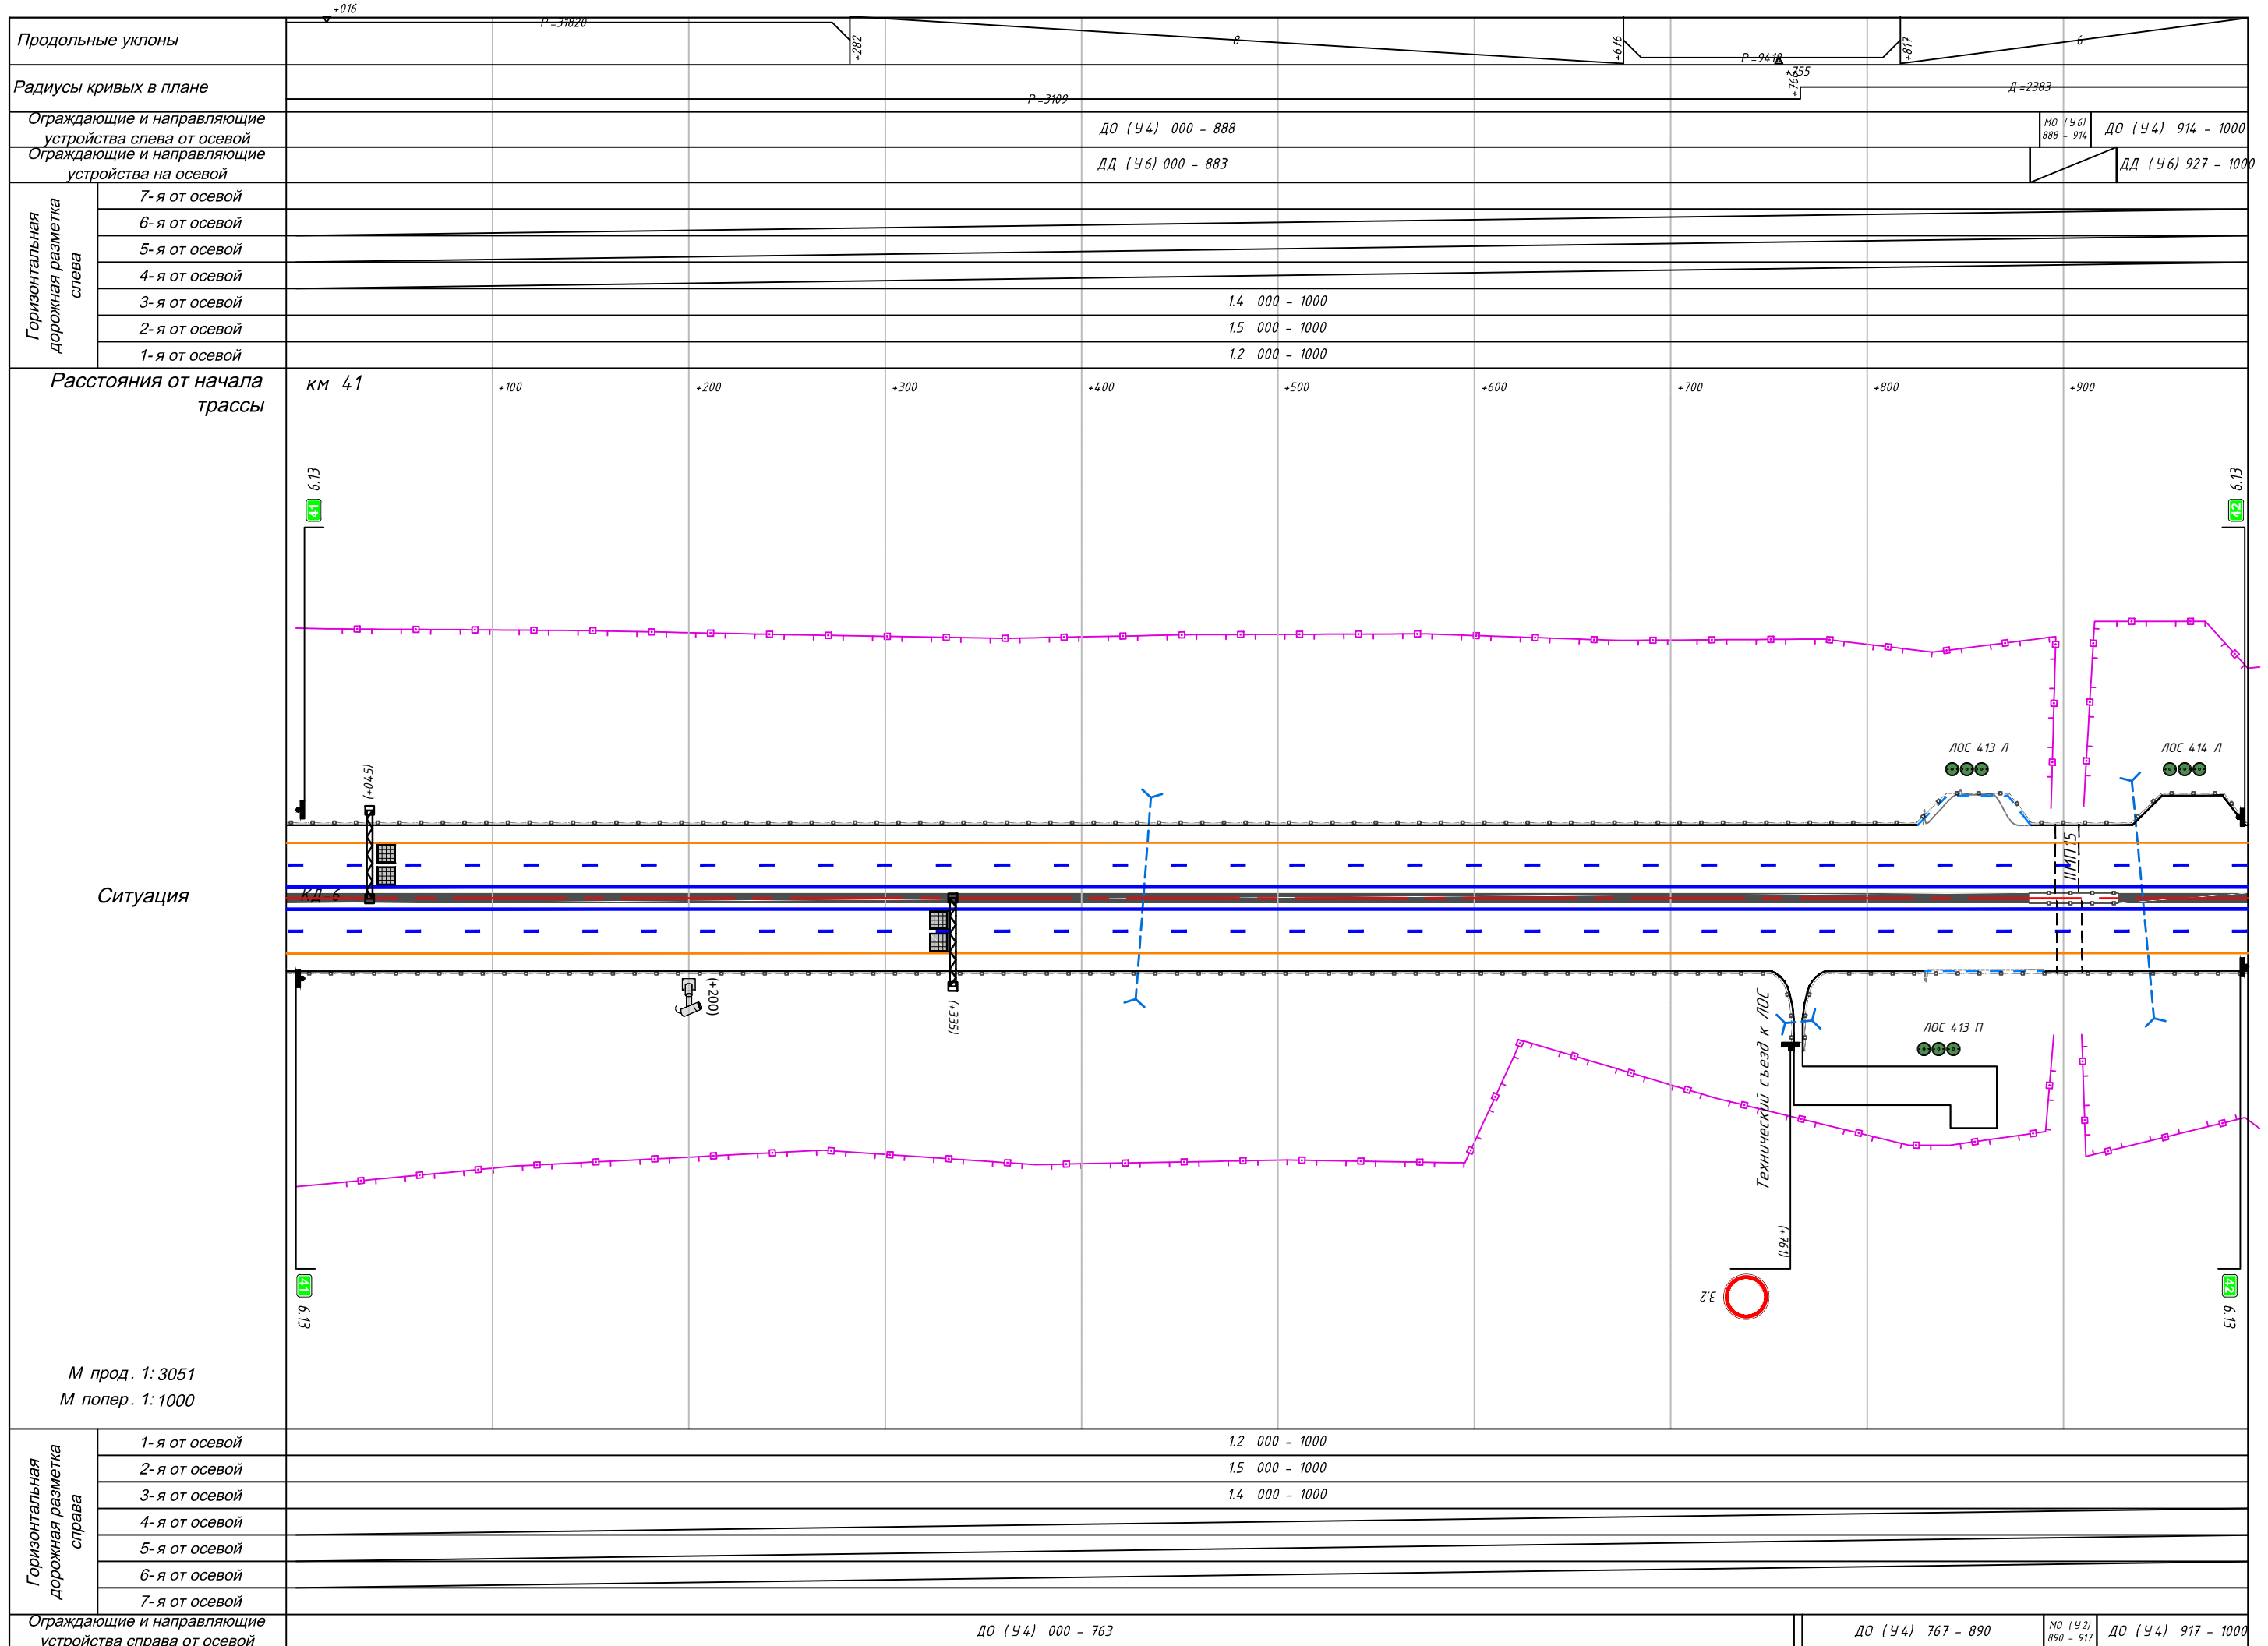 +016
Продольные уклоны
Р =31820
+282
8
+676
Р =9418
+755
+817
6
Радиусы кривых в плане
Р =3109
+766
Д =2383
Ограждающие и направляющие
устройства слева от осевой
ДО (У4) 000 - 888
МО (У6)
888 - 914
ДО (У4) 914 - 1000
Ограждающие и направляющие
устройства на осевой
ДД (У6) 000 - 883
ДД (У6) 927 - 1000
Горизонтальная
дорожная разметка
слева
7- я от осевой
6- я от осевой
5- я от осевой
4- я от осевой
3- я от осевой
1.4 000 - 1000
2- я от осевой
1.5 000 - 1000
1- я от осевой
1.2 000 - 1000
Расстояния от начала
трассы
км 41
+100
+200
+300
+400
+500
+600
+700
+800
+900
6.13
41
6.13
42
ЛОС 413 Л
ЛОС 414 Л
(+045)
ПМП 15
Ситуация
КД-6
(+200)
(+335)
Технический съезд к ЛОС
ЛОС 413 П
(+761)
3.2
41
6.13
42
6.13
М прод. 1: 3051
М попер. 1: 1000
Горизонтальная
дорожная разметка
справа
1- я от осевой
1.2 000 - 1000
2- я от осевой
1.5 000 - 1000
3- я от осевой
1.4 000 - 1000
4- я от осевой
5- я от осевой
6- я от осевой
7- я от осевой
Ограждающие и направляющие
устройства справа от осевой
ДО (У4) 000 - 763
ДО (У4) 767 - 890
МО (У2)
890 - 917
ДО (У4) 917 - 1000